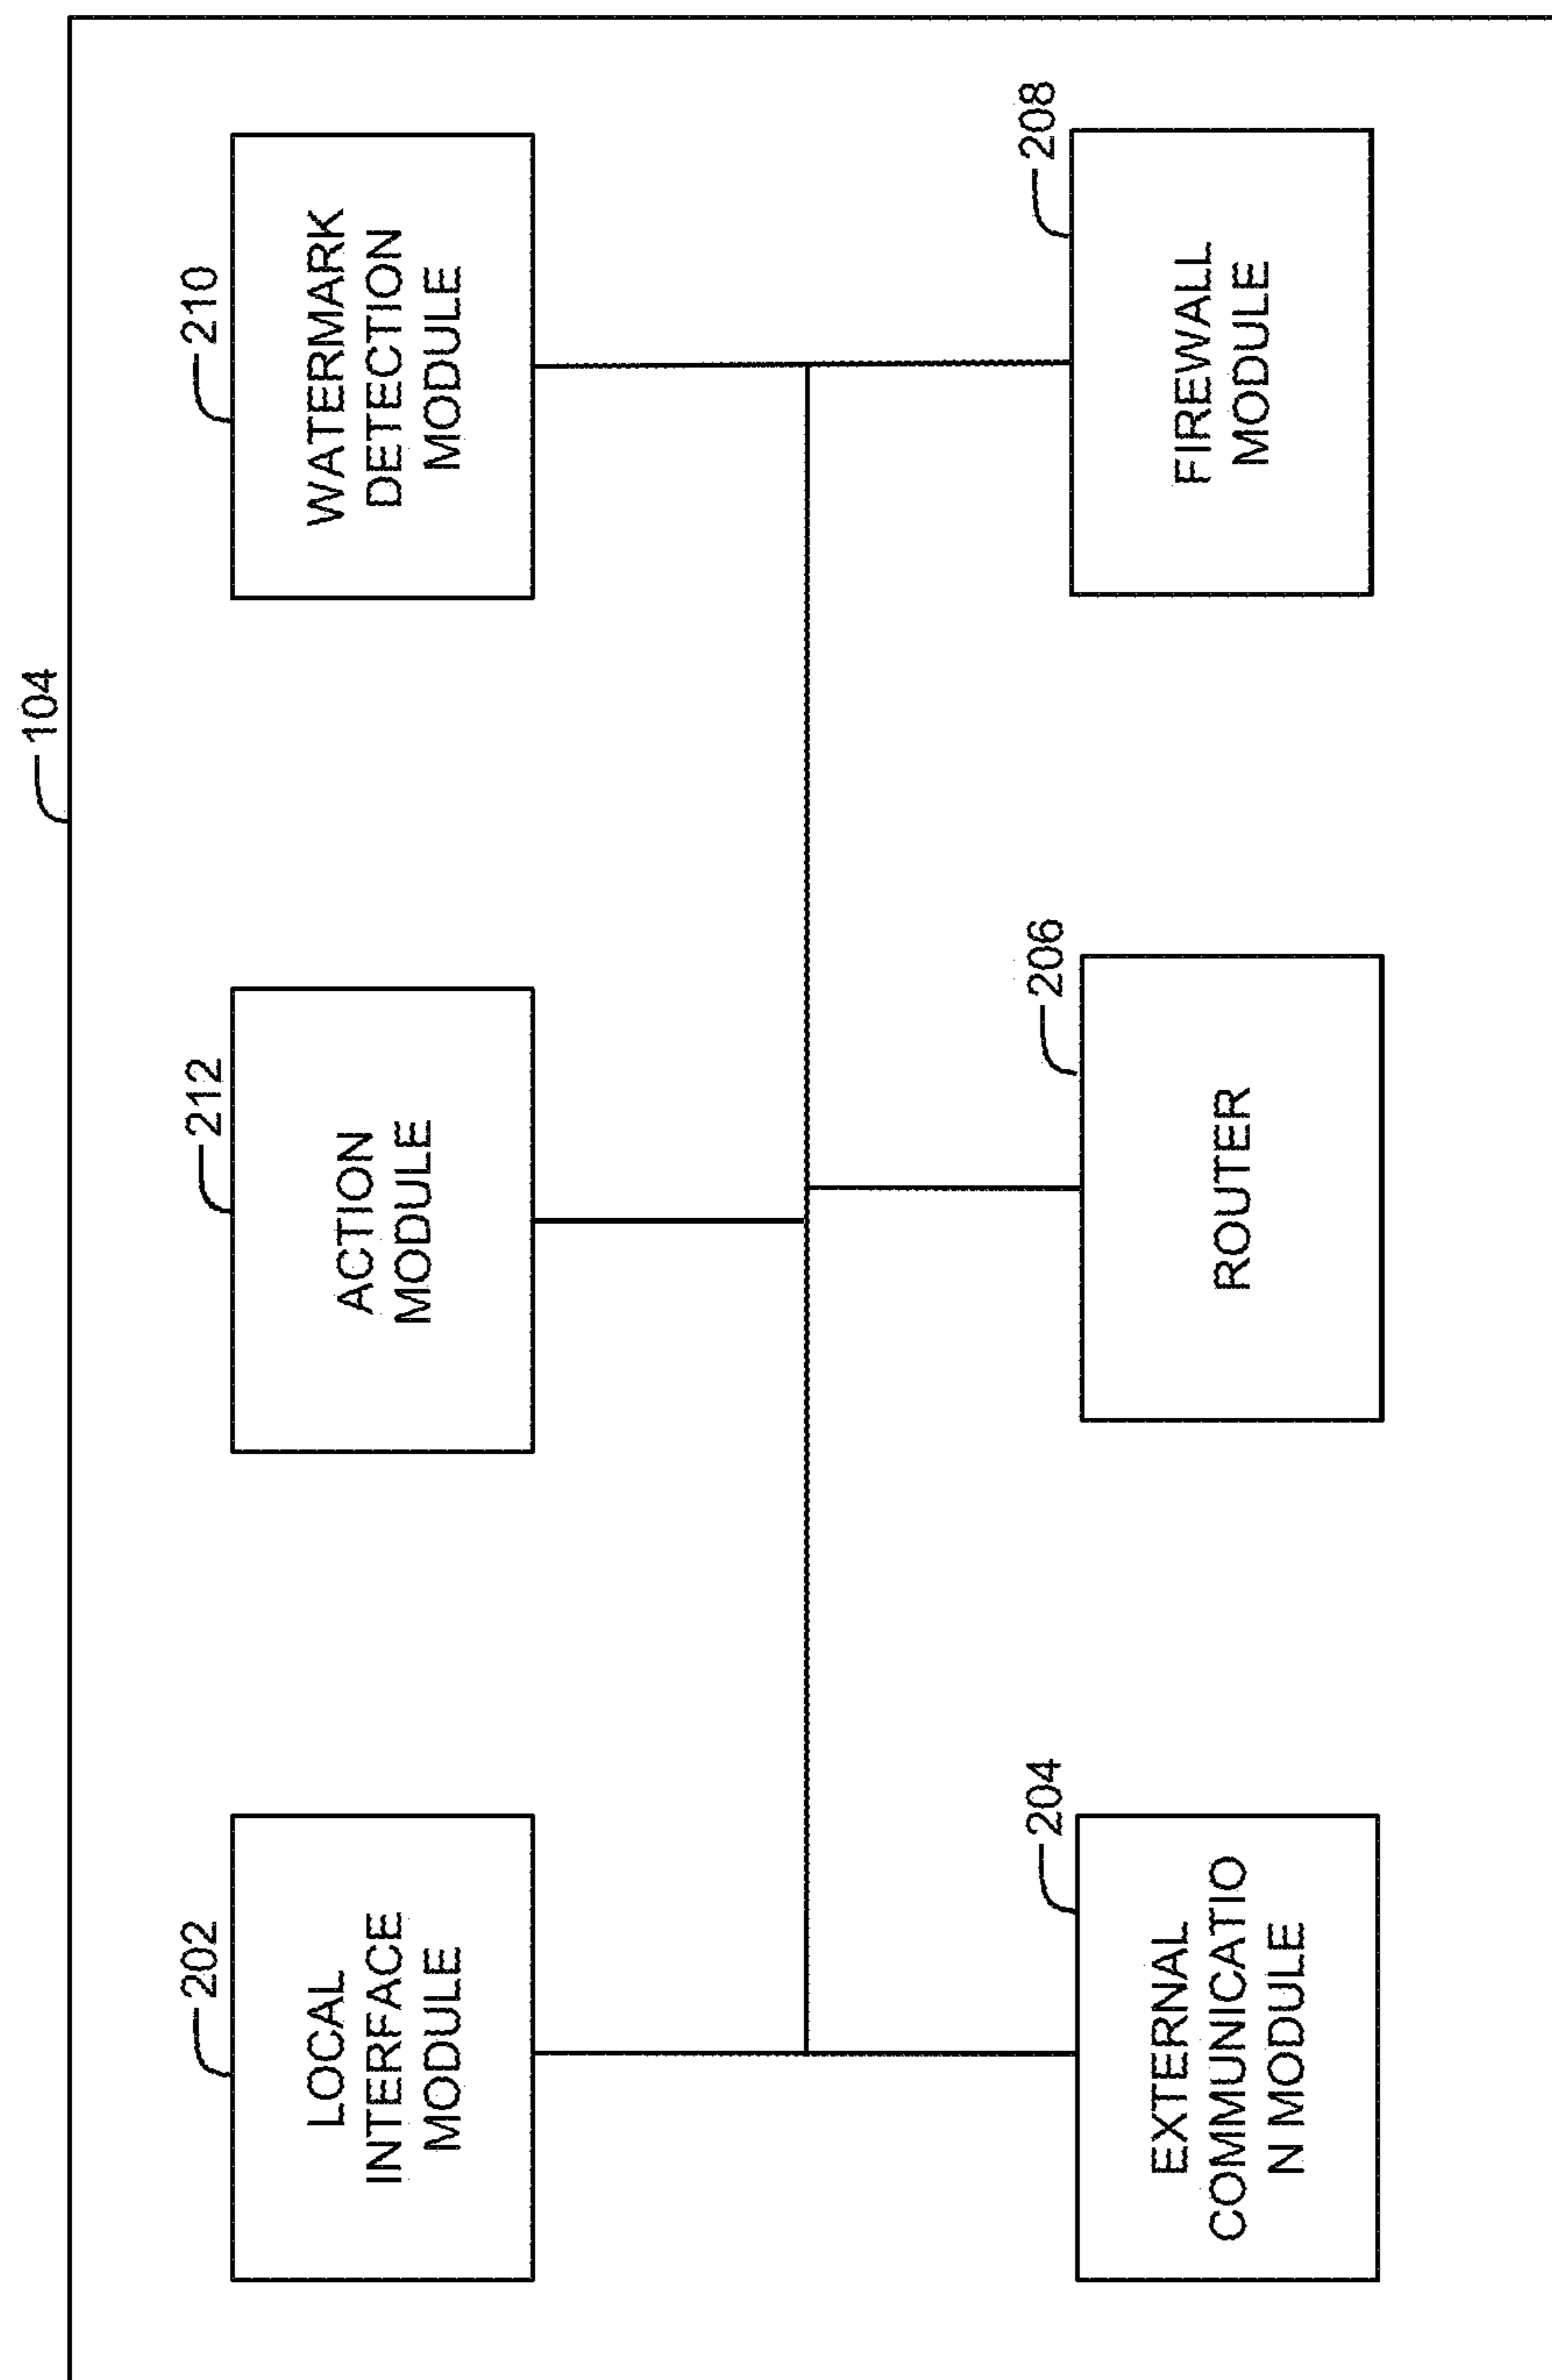 104
202
LOCAL
INTERFACE
MODULE
212
ACTION
MODULE
210
WATERMARK
DETECTION
MODULE
204
EXTERNAL
COMMUNICATIO
N MODULE
206
ROUTER
208
FIREWALL
MODULE